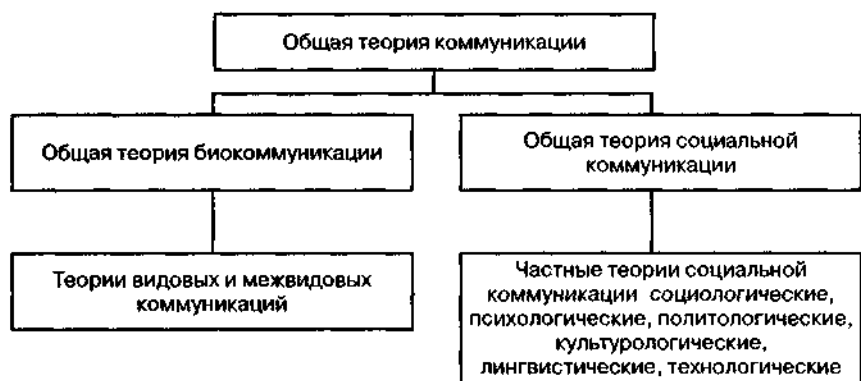 Общая теория коммуникации
Общая теория биокоммуникации
Общая теория социальной
коммуникации
Теории видовых и межвидовых
коммуникаций
Частные теории социальной
коммуникации социологические,
психологические, политологические,
культурологические,
лингвистические, технологические